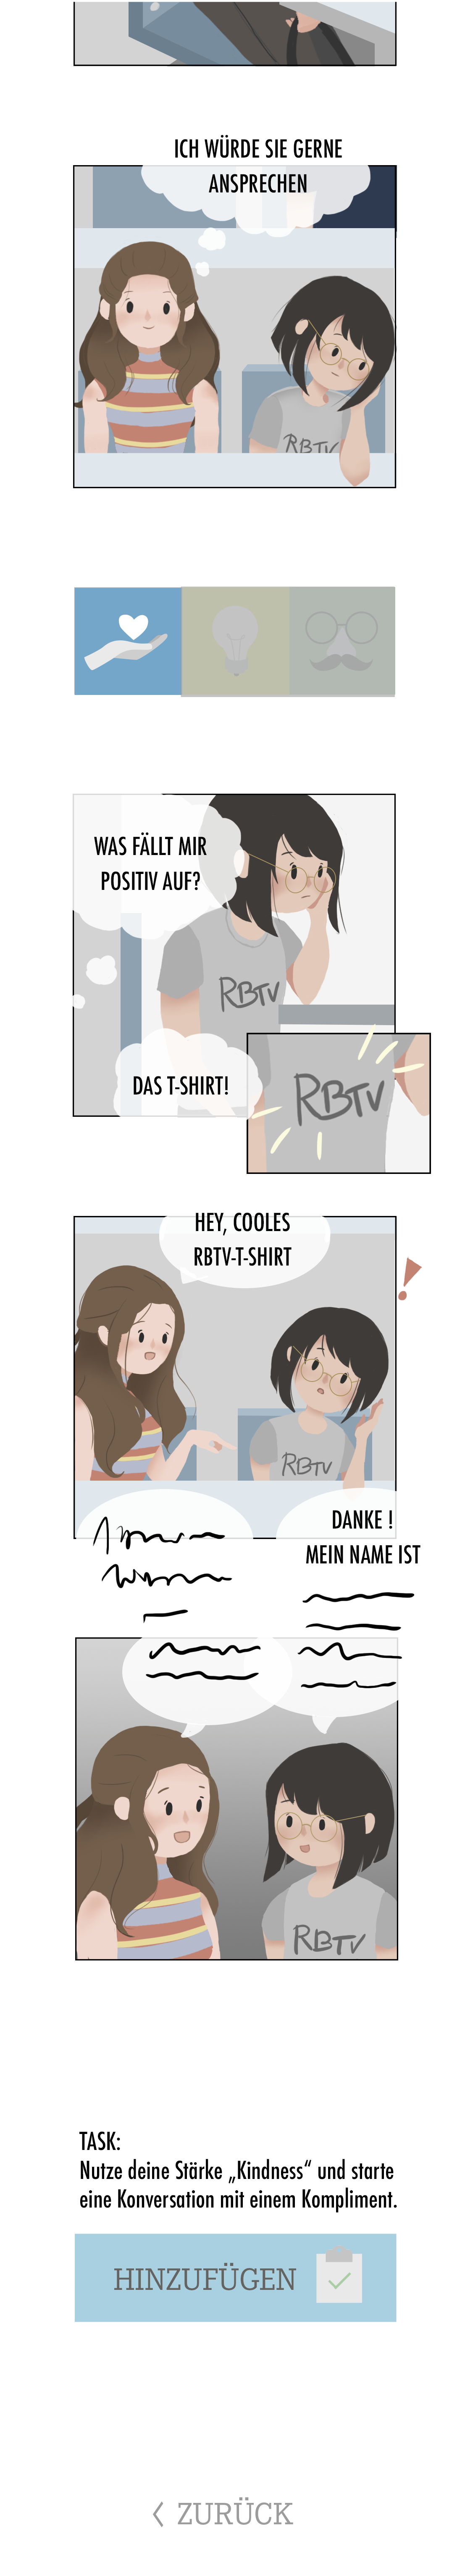 ICH WÜRDE SIE GERNE
ANSPRECHEN
RBTV
WAS FÄLLT MIR
POSITIV AUF?
RBTV
DAS T-SHIRT!
RBTV
HEY, COOLES
RBTV-T-SHIRT
!
RBTV
DANKE !
MEIN NAME IST
RBTV
TASK:
Nutze deine Stärke „Kindness“ und starte
eine Konversation mit einem Kompliment.
HINZUFÜGEN
< ZURÜCK